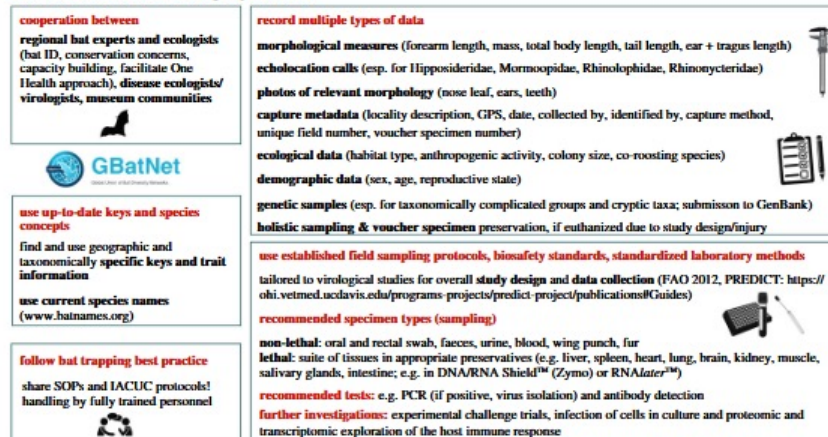 cooperation between
regional bat experts and ecologists
(bat ID, conservation concerns,
capacity building, facilitate One
Health approach), disease ecologists/
virologists, museum communities
GBatNet
use up-to-date keys and species
concepts
find and use geographic and
taxonomically specific keys and trait
information
use current species names
(www.batnames.org)
follow bat trapping best practice
share SOPs and IACUC protocols!
handling by fully trained personnel
record multiple types of data
morphological measures (forearm length, mass, total body length, tail length, ear + tragus length)
echolocation calls (esp. for Hipposideridae, Mormoopidae, Rhinolophidae, Rhinonycteridae)
photos of relevant morphology (nose leaf, ears, teeth)
capture metadata (locality description, GPS, date, collected by, identified by, capture method,
unique field number, voucher specimen number)
ecological data (habitat type, anthropogenic activity, colony size, co-roosting species)
demographic data (sex, age, reproductive state)
genetic samples (esp. for taxonomically complicated groups and cryptic taxa; submisson to GenBank)
holistic sampling & voucher specimen preservation, if euthanized due to study design/injury
use established field sampling protocols, biosafety standards, standardized laboratory methods
tailored to virological studies for overall study design and data collection (FAO 2012, PREDICT: https://
ohi.vetmed.ucdavis.edu/programs-projects/predict-project/publications#Guides)
recommended specimen types (sampling)
non-lethal: oral and rectal swab, faeces, urine, blood, wing punch, fur
lethal: suite of tissues in appropriate preservatives (e.g. liver, spleen, heart, lung, brain, kidney, muscle,
salivary glands, intestine; e.g. in DNA/RNA Shield™ (Zymo) or RNAlater™)
recommended tests: e.g. PCR (if positive, virus isolation) and antibody detection
further investigations: experimental challenge trials, infection of cells in culture and proteomic and
transcriptomic exploration of the host immune response